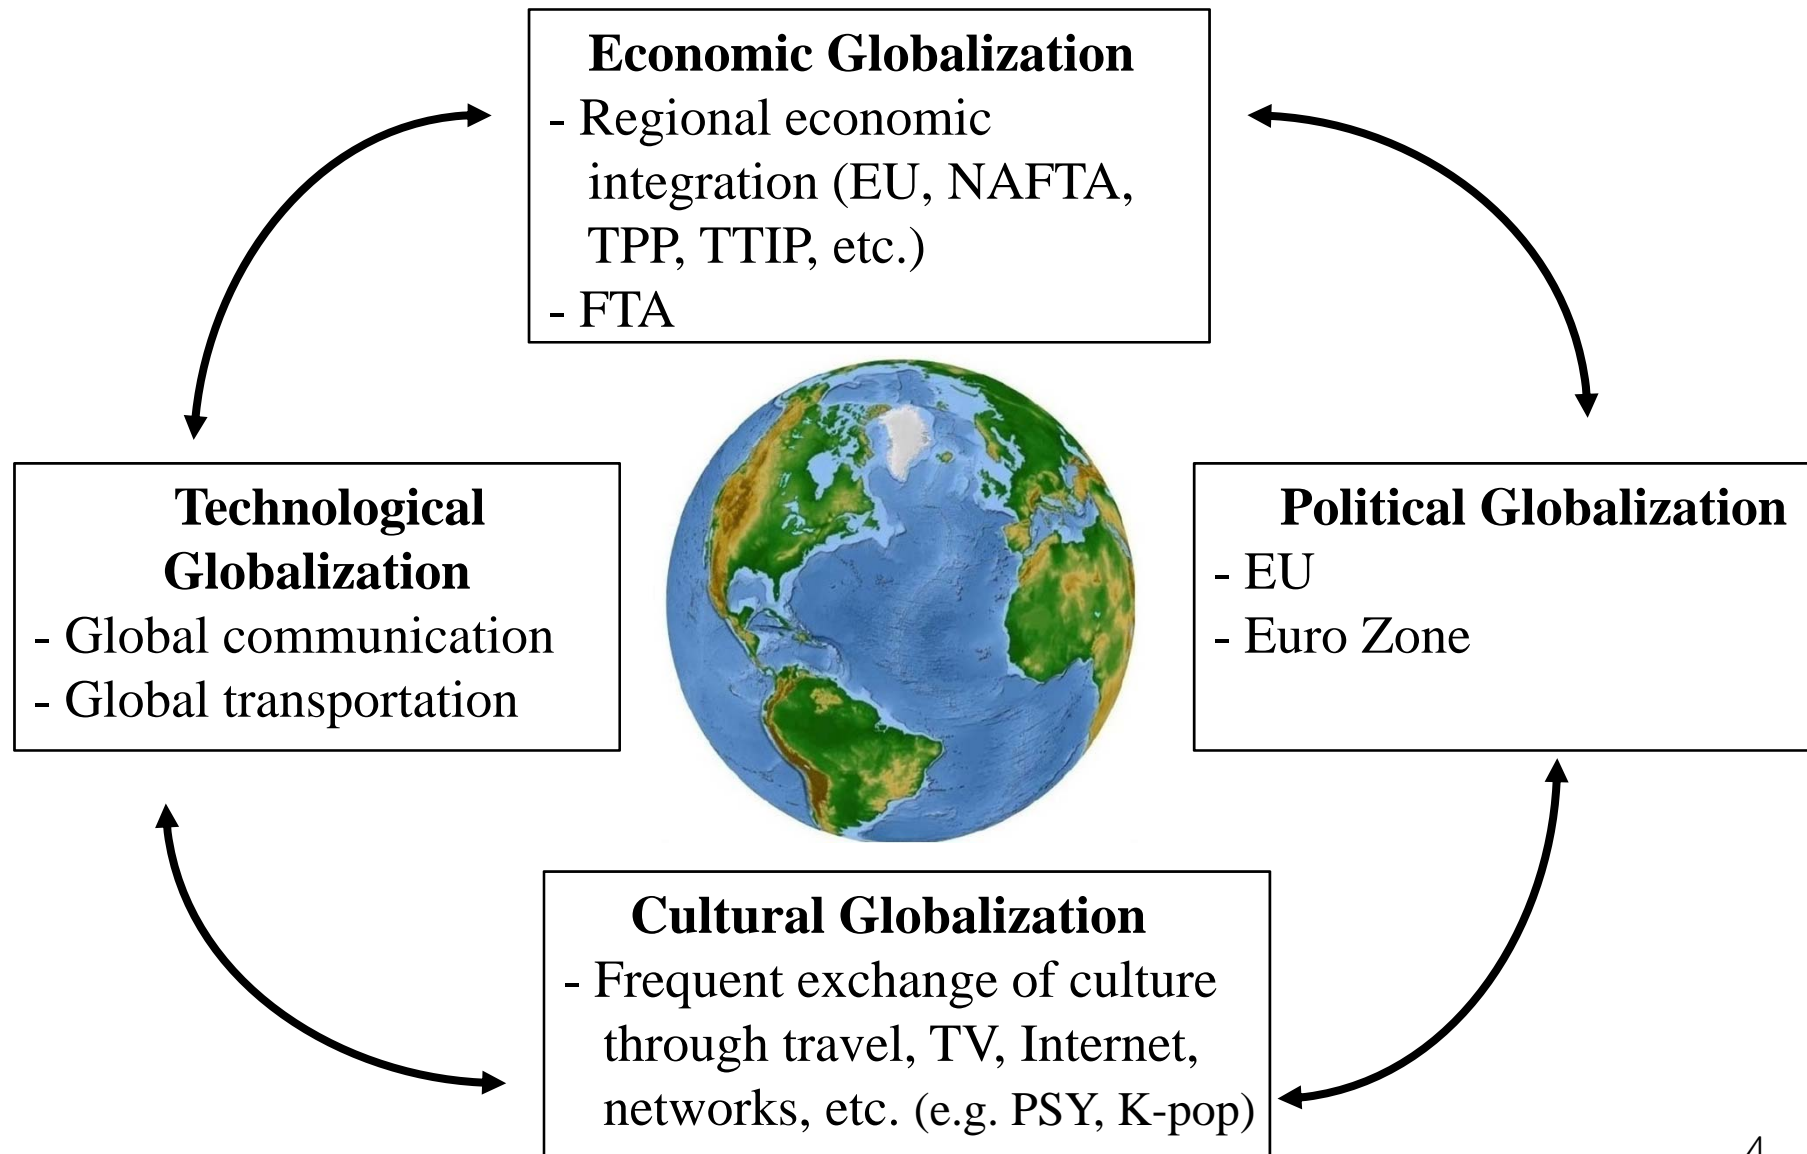 Economic Globalization
- Regional economic
integration (EU, NAFTA,
TPP, TTIP, etc.)
- FTA
Technological
Globalization
- Global communication
- Global transportation
Political Globalization
- EU
- Euro Zone
Cultural Globalization
- Frequent exchange of culture
through travel, TV, Internet,
networks, etc. (e.g. PSY, K-pop)
4